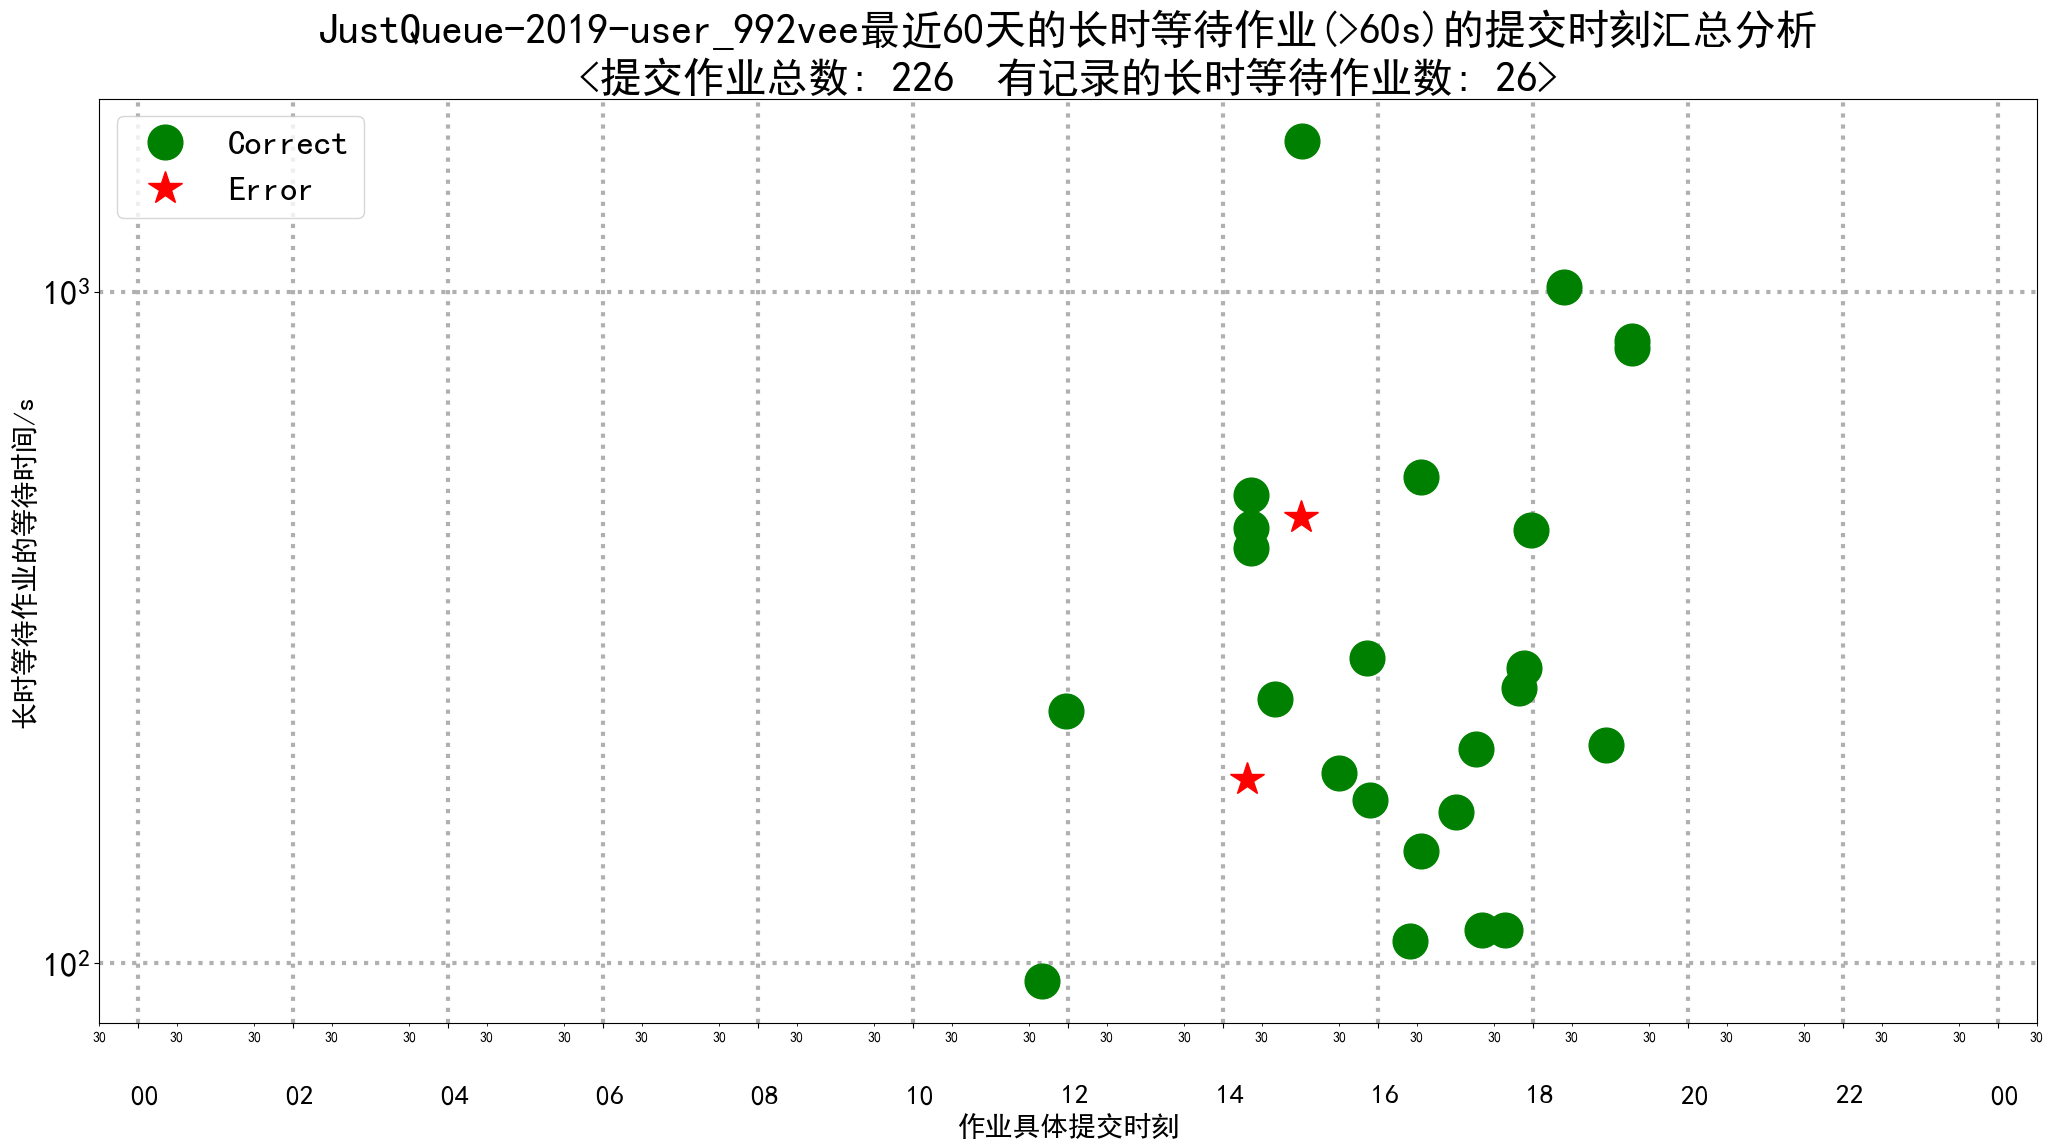 JustQueue-2019-user_992vee最近60天的长时等待作业(>60s)的提交时刻汇总分析
<提交作业总数: 226  有记录的长时等待作业数: 26>
Correct
Error
10³
10²
长时等待作业的等待时间/s
30 30 30 30 30 30 30 30 30 30 30 30 30 30 30 30 30 30 30 30 30 30 30 30 30 30
00 02 04 06 08 10 12 14 16 18 20 22 00
作业具体提交时刻